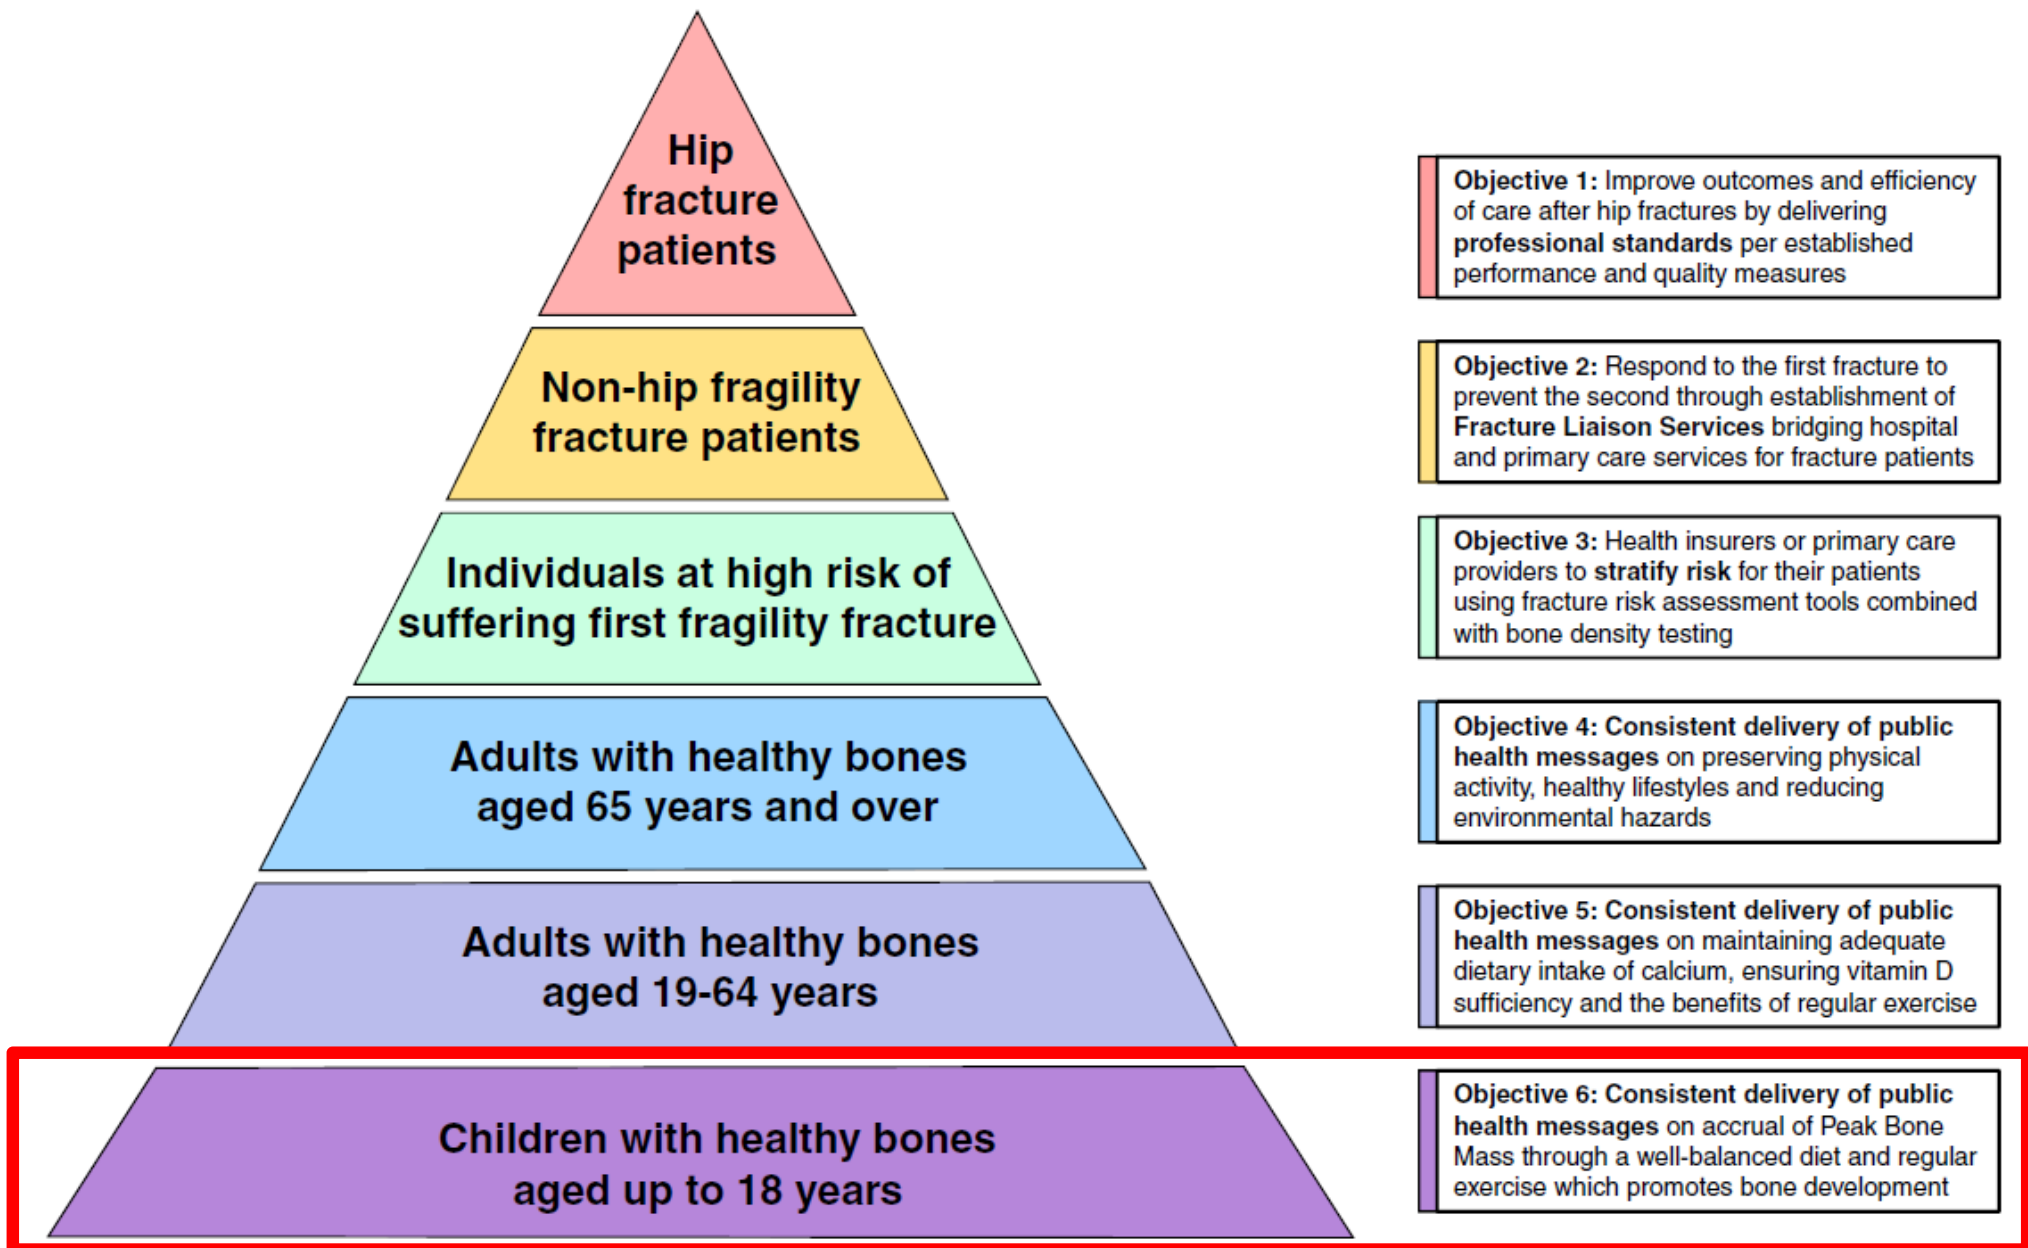 Hip
fracture
patients
Objective 1: Improve outcomes and efficiency
of care after hip fractures by delivering
professional standards per established
performance and quality measures
Non-hip fragility
fracture patients
Objective 2: Respond to the first fracture to
prevent the second through establishment of
Fracture Liaison Services bridging hospital
and primary care services for fracture patients
Individuals at high risk of
suffering first fragility fracture
Objective 3: Health insurers or primary care
providers to stratify risk for their patients
using fracture risk assessment tools combined
with bone density testing
Adults with healthy bones
aged 65 years and over
Objective 4: Consistent delivery of public
health messages on preserving physical
activity, healthy lifestyles and reducing
environmental hazards
Adults with healthy bones
aged 19-64 years
Objective 5: Consistent delivery of public
health messages on maintaining adequate
dietary intake of calcium, ensuring vitamin D
sufficiency and the benefits of regular exercise
Children with healthy bones
aged up to 18 years
Objective 6: Consistent delivery of public
health messages on accrual of Peak Bone
Mass through a well-balanced diet and regular
exercise which promotes bone development